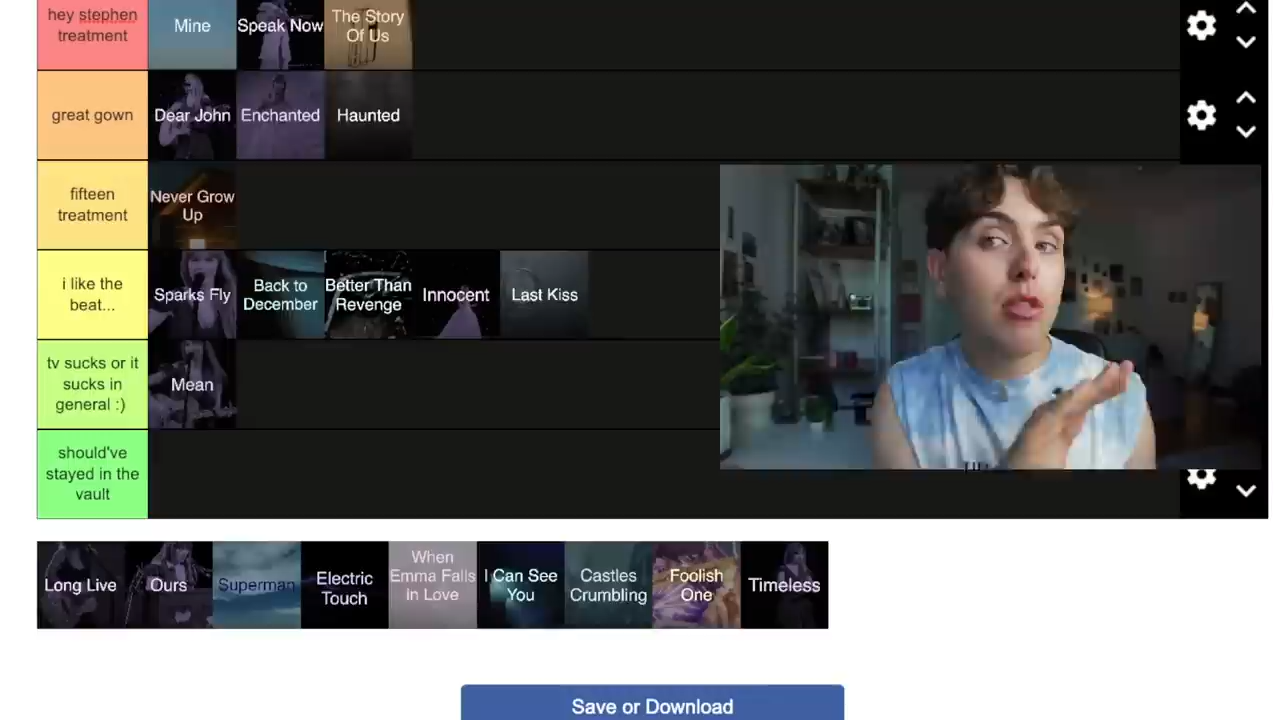 hey stephen
treatment
Mine
Speak Now
The Story
Of Us
great gown
Dear John
Enchanted
Haunted
fifteen
treatment
Never Grow
Up
i like the
beat...
Sparks Fly
Back to
December
Better Than
Revenge
Innocent
Last Kiss
tv sucks or it
sucks in
general :)
Mean
should've
stayed in the
vault
Long Live
Ours
Superman
Electric
Touch
When
Emma Falls
in Love
I Can See
You
Castles
Crumbling
Foolish
One
Timeless
Save or Download